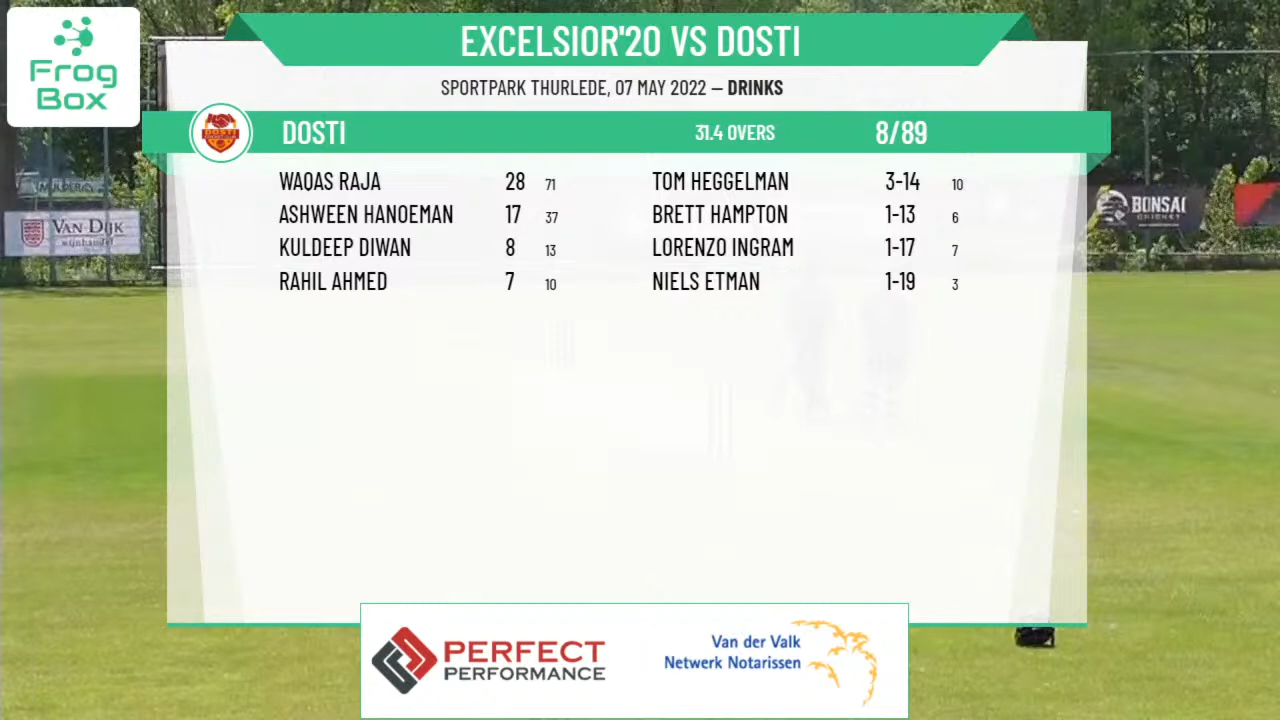 Frog
Box
EXCELSIOR'20 VS DOSTI
SPORTPARK THURLEDE, 07 MAY 2022 – DRINKS
DOSTI
DOSTI 31.4 OVERS 8/89
WAQAS RAJA 28 71 TOM HEGGELMAN 3-14 10
ASHWEEN HANOEMAN 17 37 BRETT HAMPTON 1-13 6
KULDEEP DIWAN 8 13 LORENZO INGRAM 1-17 7
RAHIL AHMED 7 10 NIELS ETMAN 1-19 3
VAN DIJK
wijnhandel
BONSAI
CRICKET
PERFECT
PERFORMANCE
Van der Valk
Netwerk Notarissen